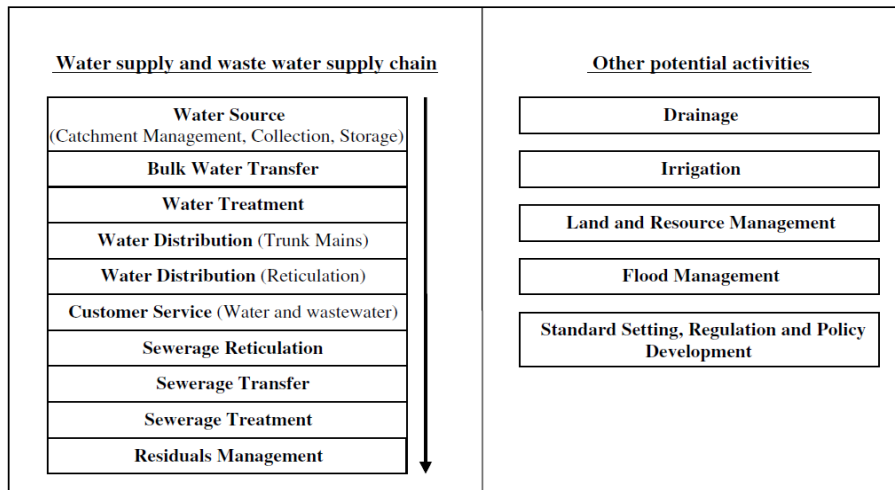 Water supply and waste water supply chain
Water Source
(Catchment Management, Collection, Storage)
Bulk Water Transfer
Water Treatment
Water Distribution (Trunk Mains)
Water Distribution (Reticulation)
Customer Service (Water and wastewater)
Sewerage Reticulation
Sewerage Transfer
Sewerage Treatment
Residuals Management
Other potential activities
Drainage
Irrigation
Land and Resource Management
Flood Management
Standard Setting, Regulation and Policy
Development